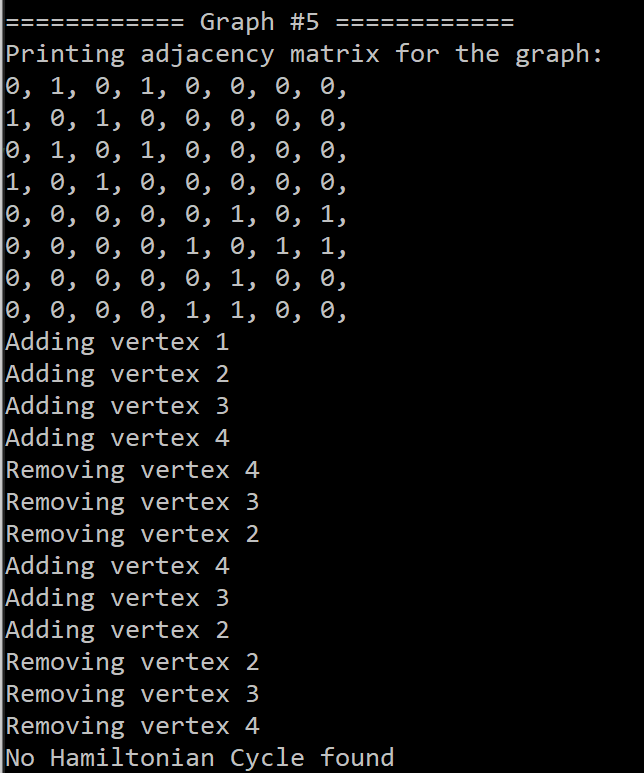 ============ Graph #5 ============
Printing adjacency matrix for the graph:
0, 1, 0, 1, 0, 0, 0, 0,
1, 0, 1, 0, 0, 0, 0, 0,
0, 1, 0, 1, 0, 0, 0, 0,
1, 0, 1, 0, 0, 0, 0, 0,
0, 0, 0, 0, 0, 1, 0, 1,
0, 0, 0, 0, 1, 0, 1, 1,
0, 0, 0, 0, 0, 1, 0, 0,
0, 0, 0, 0, 1, 1, 0, 0,
Adding vertex 1
Adding vertex 2
Adding vertex 3
Adding vertex 4
Removing vertex 4
Removing vertex 3
Removing vertex 2
Adding vertex 4
Adding vertex 3
Adding vertex 2
Removing vertex 2
Removing vertex 3
Removing vertex 4
No Hamiltonian Cycle found